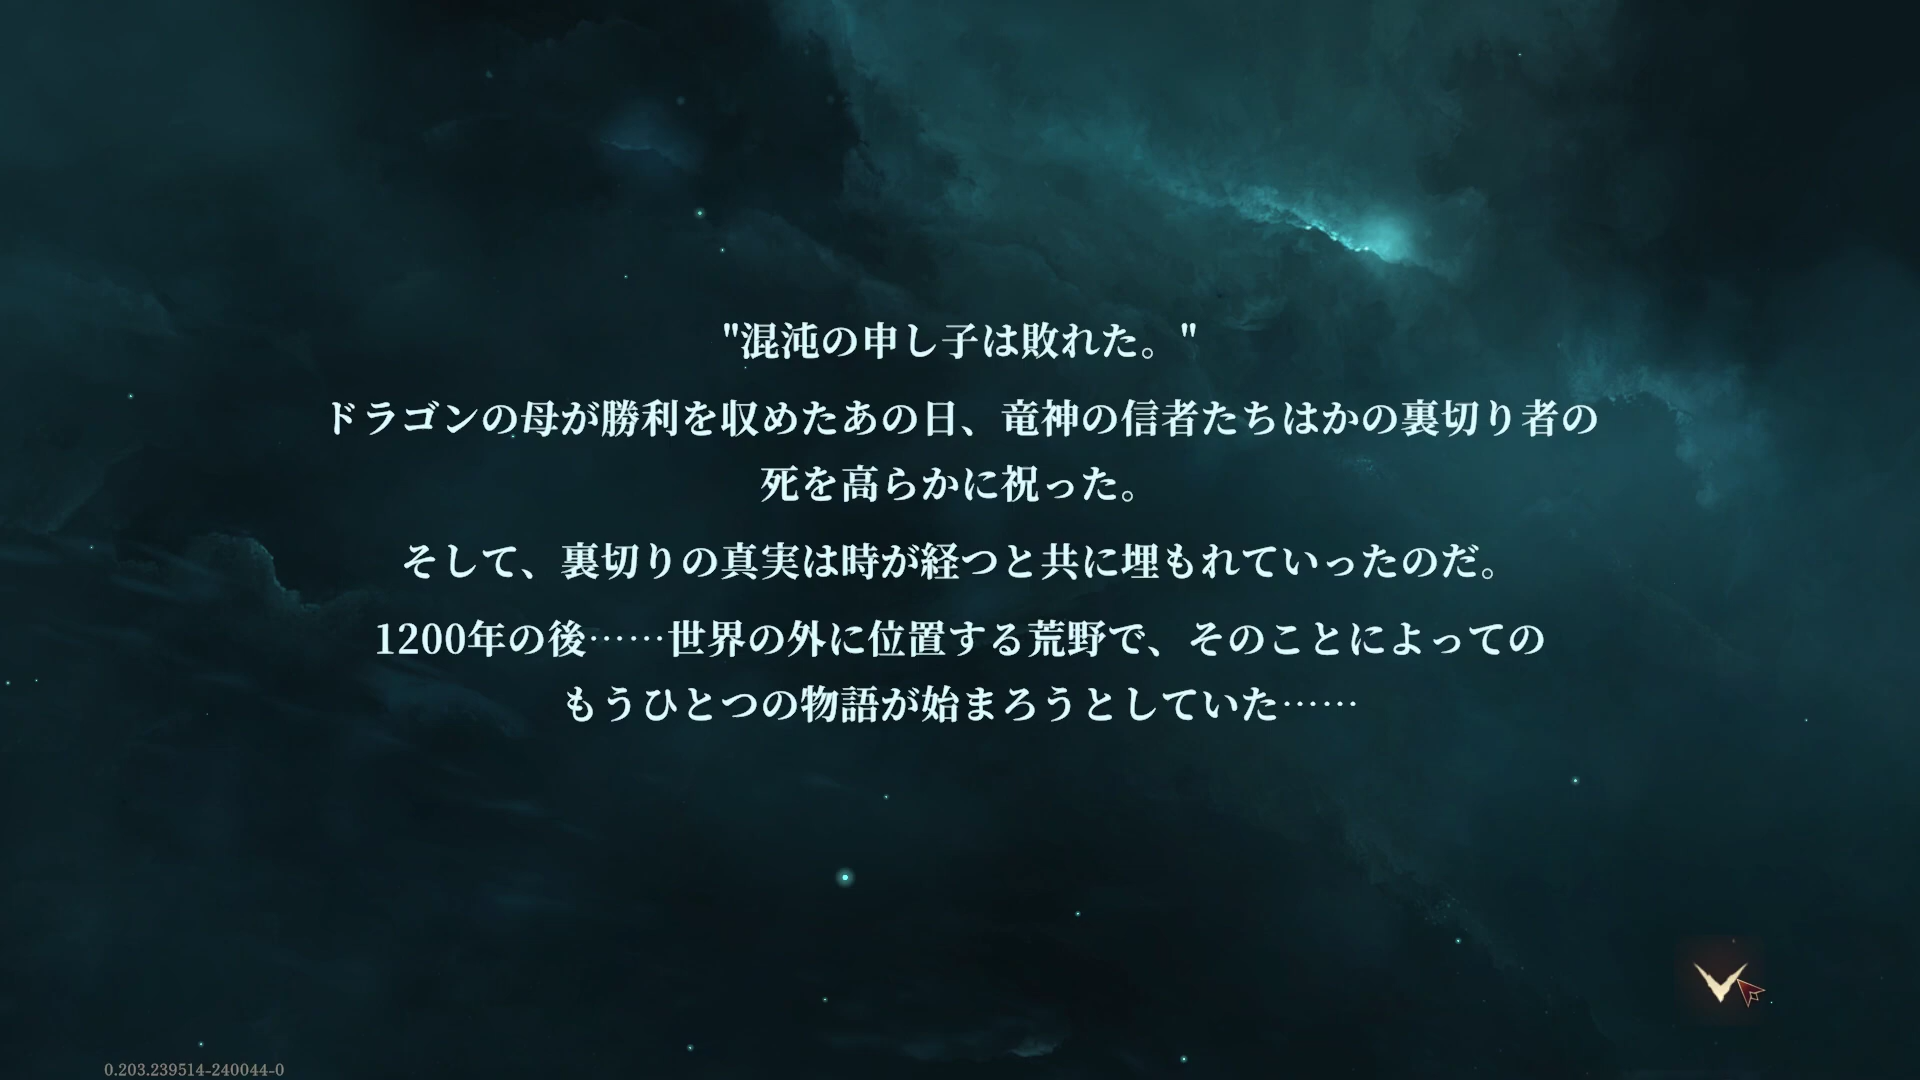 "混沌の申し子は敗れた。"
ドラゴンの母が勝利を収めたあの日、竜神の信者たちはかの裏切り者の
死を高らかに祝った。
そして、裏切りの真実は時が経つと共に埋もれていったのだ。
1200年の後……世界の外に位置する荒野で、そのことによっての
もうひとつの物語が始まろうとしていた……
0.203.239514-240044-0